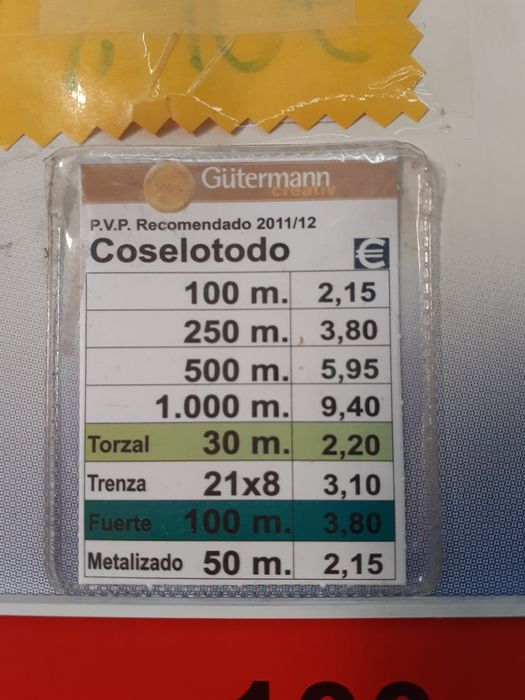 100%
Gütermann
creativ
P.V.P. Recomendado 2011/12
Coselotodo €
100 m. 2,15
250 m. 3,80
500 m. 5,95
1.000 m. 9,40
Torzal 30 m. 2,20
Trenza 21x8 3,10
Fuerte 100 m. 3,80
Metalizado 50 m. 2,15